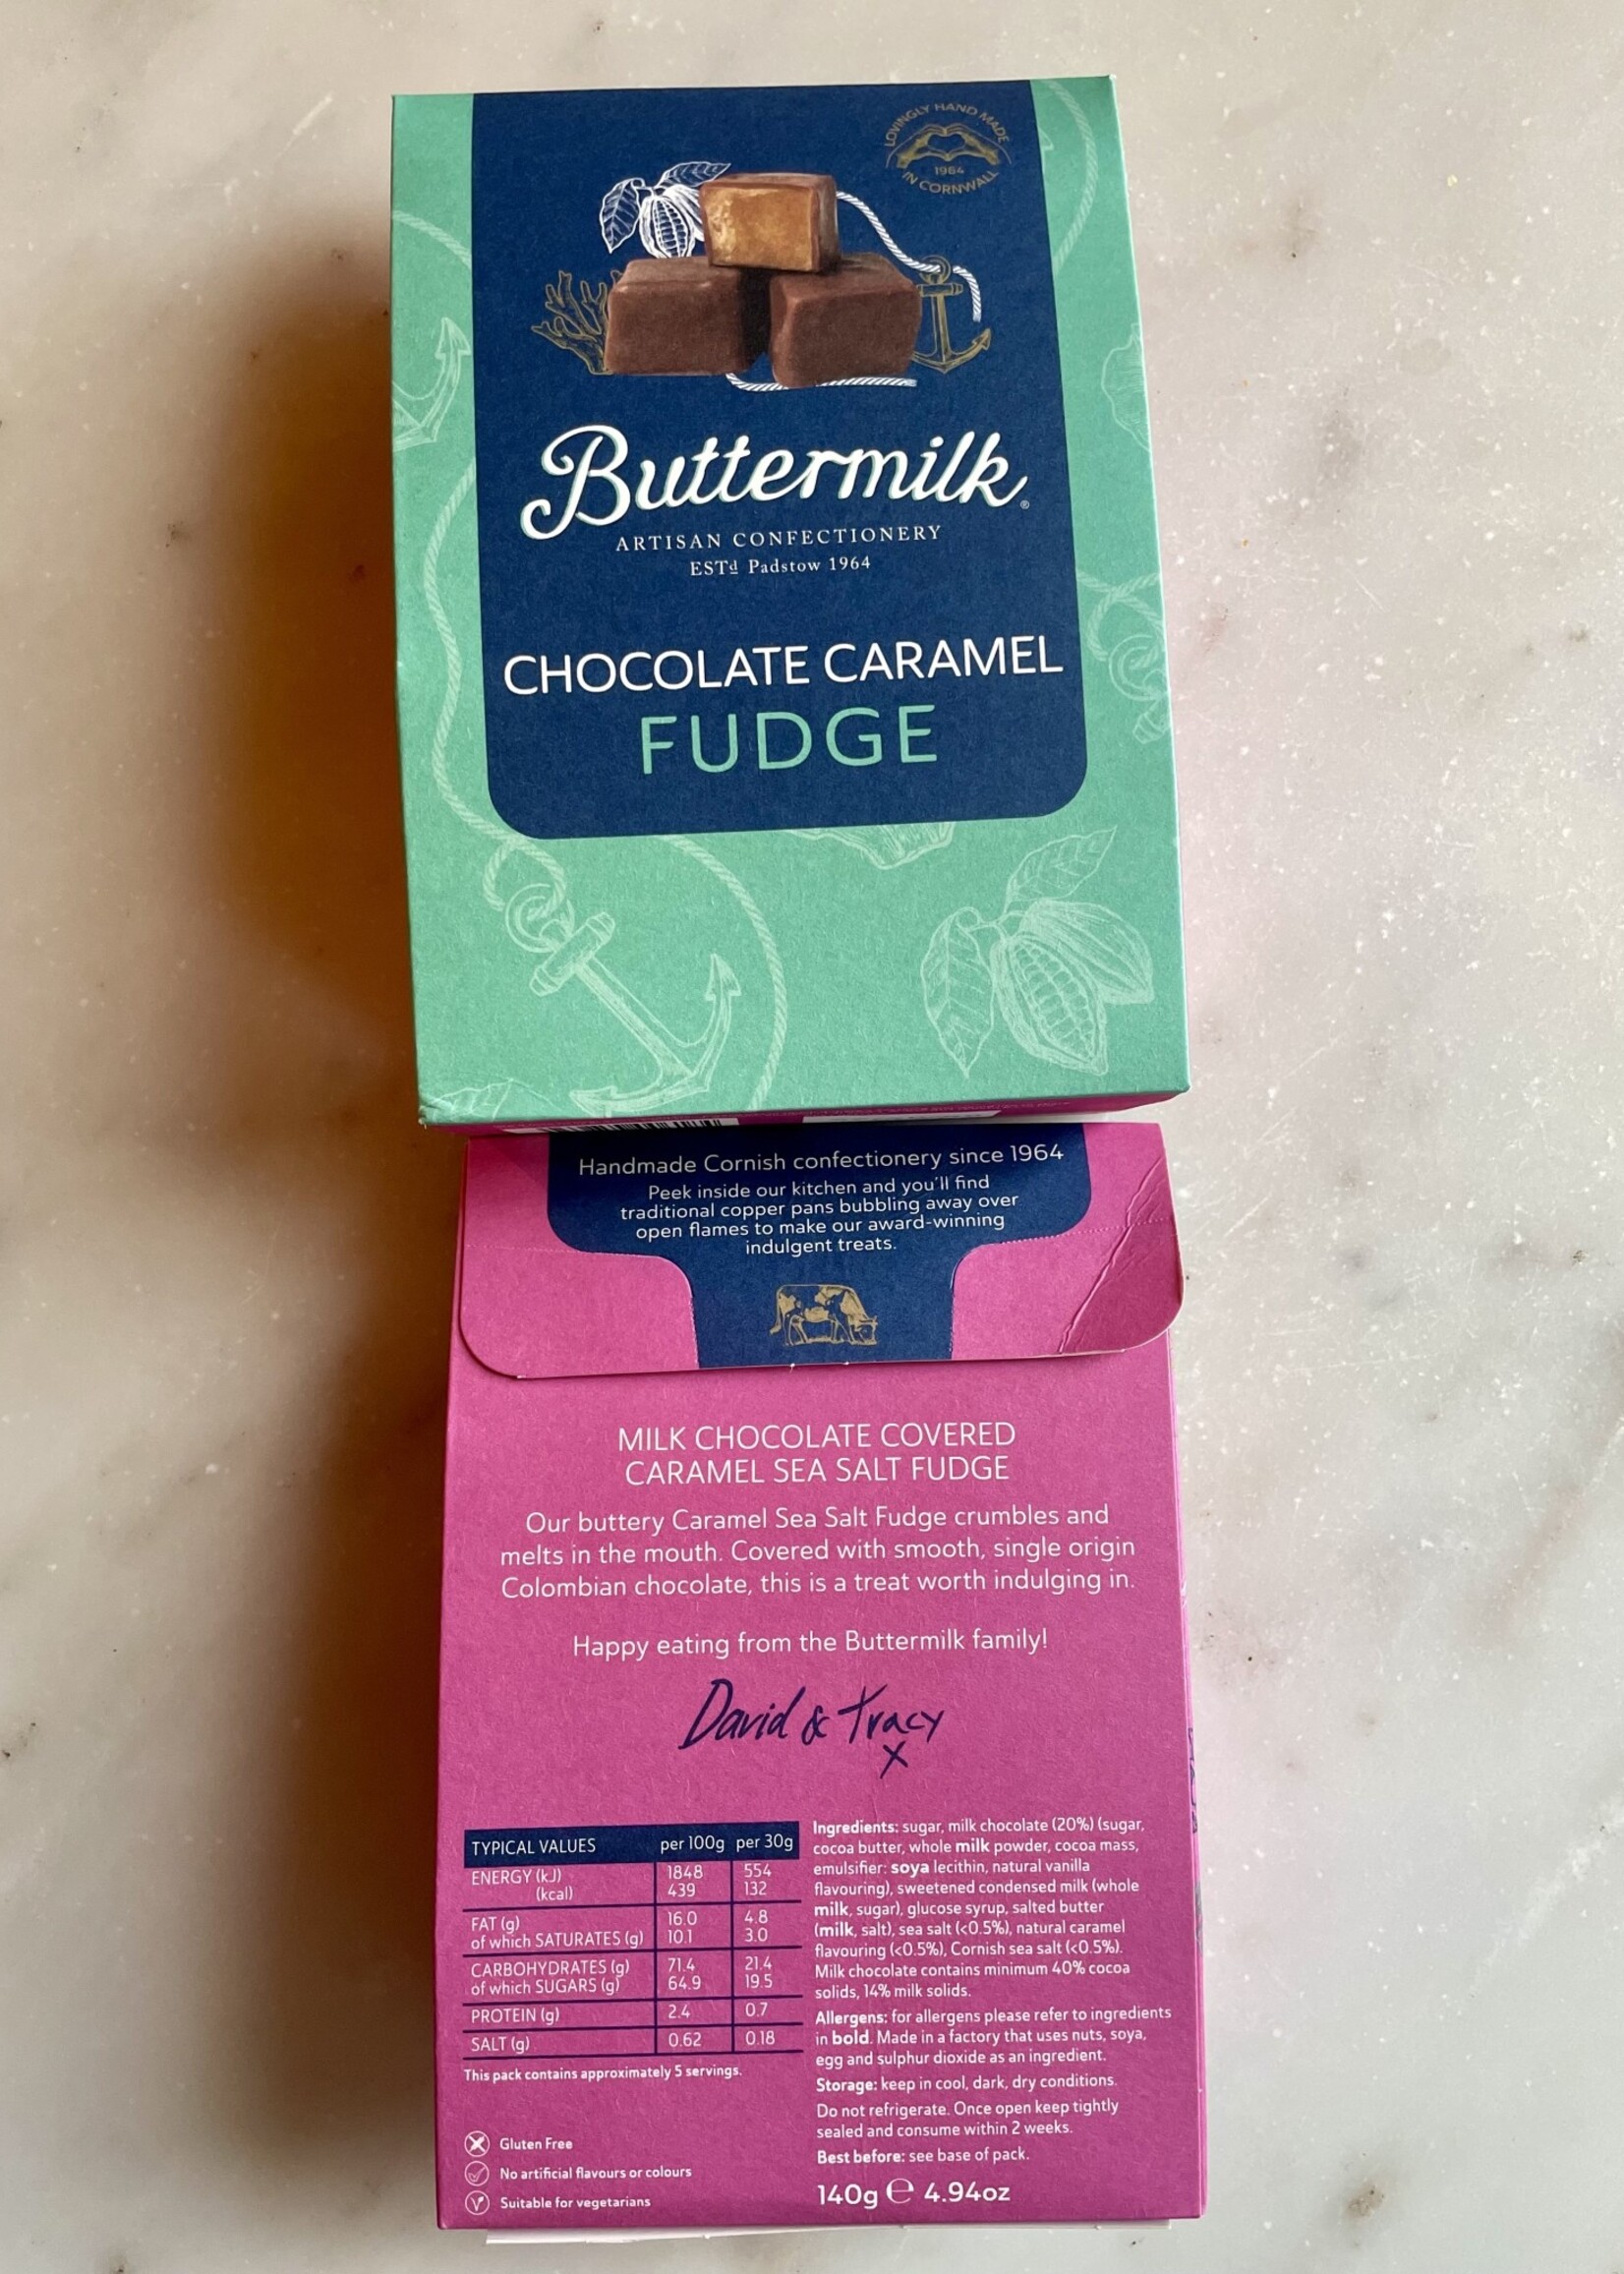 LOVINGLY HAND MADE
1964
IN CORNWALL
Buttermilk®
ARTISAN CONFECTIONERY
ESTd Padstow 1964
CHOCOLATE CARAMEL
FUDGE
Handmade Cornish confectionery since 1964
Peek inside our kitchen and you'll find
traditional copper pans bubbling away over
open flames to make our award-winning
indulgent treats.
MILK CHOCOLATE COVERED
CARAMEL SEA SALT FUDGE
Our buttery Caramel Sea Salt Fudge crumbles and
melts in the mouth. Covered with smooth, single origin
Colombian chocolate, this is a treat worth indulging in.
Happy eating from the Buttermilk family!
David & Tracy
x
TYPICAL VALUES per 100g per 30g
ENERGY (kJ) 1848 554
(kcal) 439 132
FAT (g) 16.0 4.8
of which SATURATES (g) 10.1 3.0
CARBOHYDRATES (g) 71.4 21.4
of which SUGARS (g) 64.9 19.5
PROTEIN (g) 2.4 0.7
SALT (g) 0.62 0.18
This pack contains approximately 5 servings.
Gluten Free
No artificial flavours or colours
V Suitable for vegetarians
Ingredients: sugar, milk chocolate (20%) (sugar,
cocoa butter, whole milk powder, cocoa mass,
emulsifier: soya lecithin, natural vanilla
flavouring), sweetened condensed milk (whole
milk, sugar), glucose syrup, salted butter
(milk, salt), sea salt (<0.5%), natural caramel
flavouring (<0.5%), Cornish sea salt (<0.5%).
Milk chocolate contains minimum 40% cocoa
solids, 14% milk solids.
Allergens: for allergens please refer to ingredients
in bold. Made in a factory that uses nuts, soya,
egg and sulphur dioxide as an ingredient.
Storage: keep in cool, dark, dry conditions.
Do not refrigerate. Once open keep tightly
sealed and consume within 2 weeks.
Best before: see base of pack.
140g ℮ 4.94oz